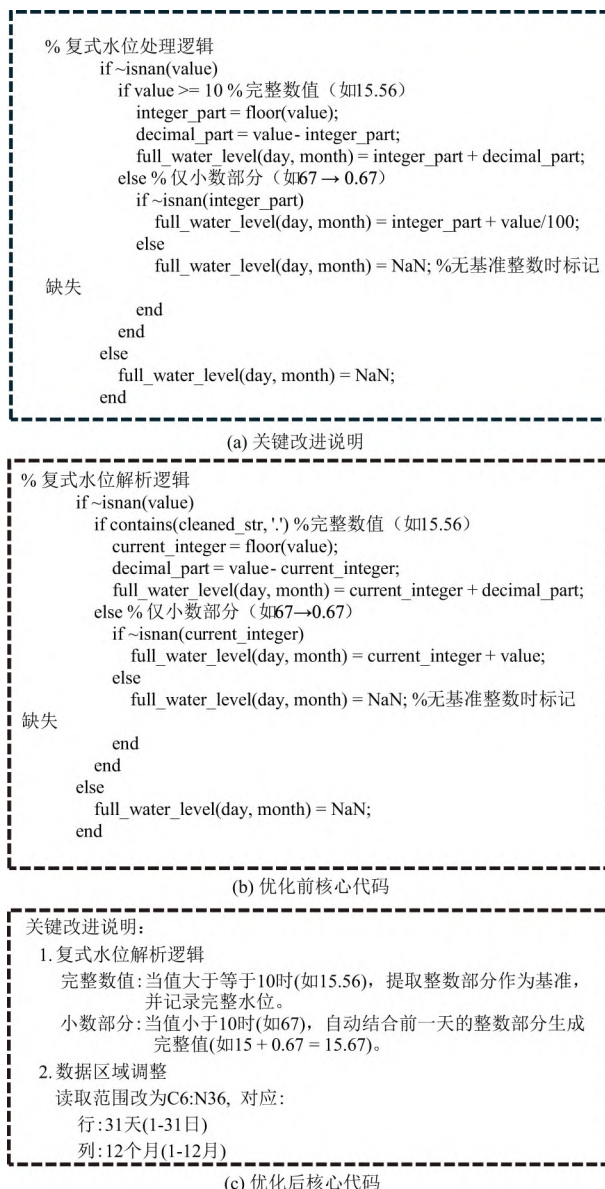 % 复式水位处理逻辑
if ~isnan(value)
if value >= 10 %完整数值（如15.56）
integer_part = floor(value);
decimal_part = value- integer_part;
full_water_level(day, month) = integer_part + decimal_part;
else % 仅小数部分（如67 → 0.67）
if ~isnan(integer_part)
full_water_level(day, month) = integer_part + value/100;
else
full_water_level(day, month) = NaN; %无基准整数时标记
缺失
end
end
else
full_water_level(day, month) = NaN;
end
(a) 关键改进说明
% 复式水位解析逻辑
if ~isnan(value)
if contains(cleaned_str, '.') %完整数值（如15.56）
current_integer = floor(value);
decimal_part = value- current_integer;
full_water_level(day, month) = current_integer + decimal_part;
else % 仅小数部分（如67→0.67）
if ~isnan(current_integer)
full_water_level(day, month) = current_integer + value;
else
full_water_level(day, month) = NaN; %无基准整数时标记
缺失
end
end
else
full_water_level(day, month) = NaN;
end
(b) 优化前核心代码
关键改进说明：
1. 复式水位解析逻辑
完整数值：当值大于等于10时(如15.56)，提取整数部分作为基准，
并记录完整水位。
小数部分：当值小于10时(如67)，自动结合前一天的整数部分生成
完整值(如15 + 0.67 = 15.67)。
2. 数据区域调整
读取范围改为C6:N36, 对应：
行：31天(1-31日)
列：12个月(1-12月)
(c) 优化后核心代码